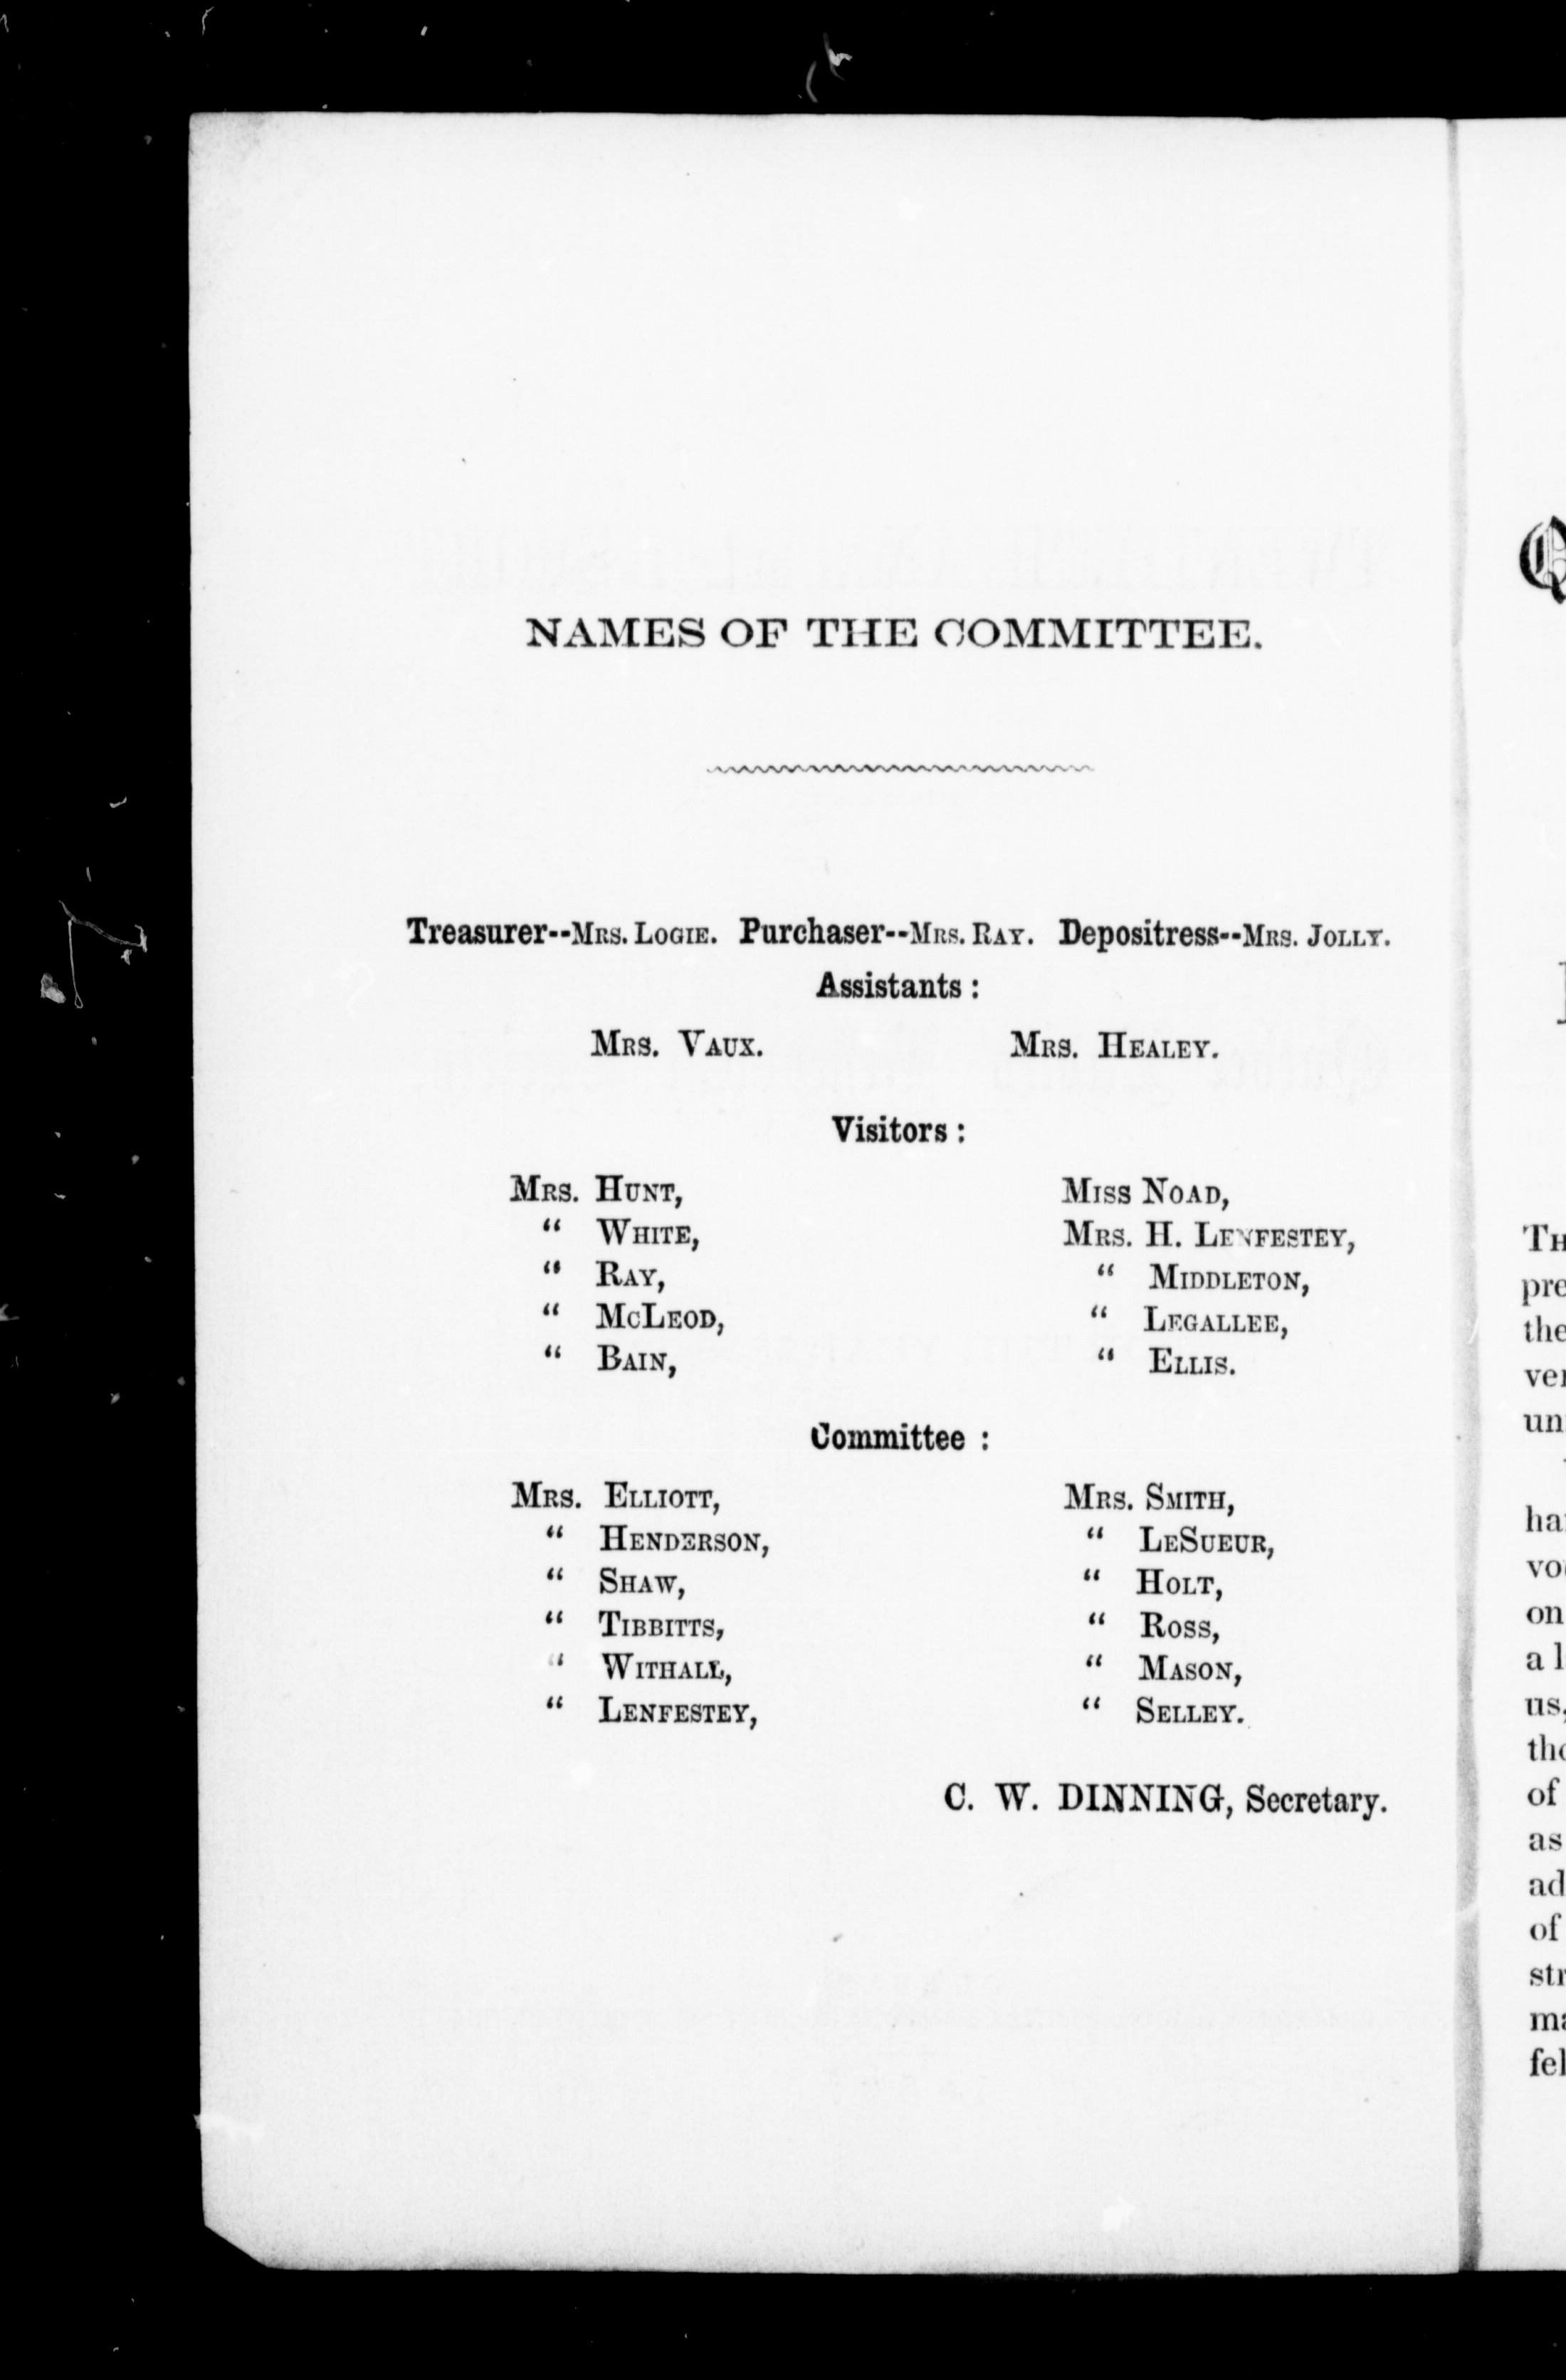 NAMES OF THE COMMITTEE.
Treasurer--Mrs. Logie. Purchaser--Mrs. Ray. Depositress--Mrs. Jolly.
Assistants :
Mrs. Vaux. Mrs. Healey.
Visitors :
Mrs. Hunt, Miss Noad,
“ White, Mrs. H. Lenfestey,
“ Ray, “ Middleton,
“ McLeod, “ Legallee,
“ Bain, “ Ellis.
Committee :
Mrs. Elliott, Mrs. Smith,
“ Henderson, “ LeSueur,
“ Shaw, “ Holt,
“ Tibbitts, “ Ross,
“ Withall, “ Mason,
“ Lenfestey, “ Selley.
C. W. DINNING, Secretary.